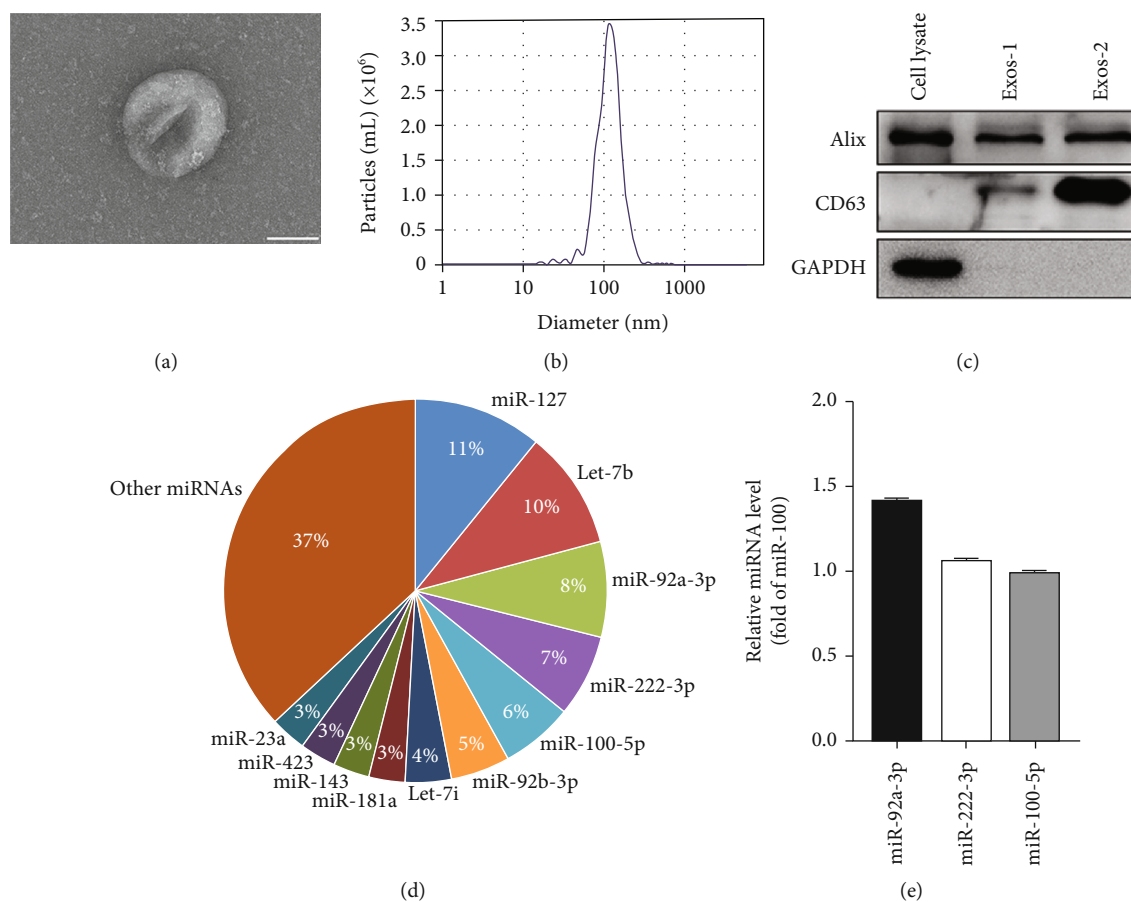 (a)
Particles (mL) (×10⁶)
3.5
3.0
2.5
1.5
1.0
0.5
0
1
10
100
1000
Diameter (nm)
(b)
Cell lysate
Exos-1
Exos-2
Alix
CD63
GAPDH
(c)
miR-127
11%
Let-7b
10%
miR-92a-3p
8%
miR-222-3p
7%
miR-100-5p
6%
miR-92b-3p
5%
Let-7i
4%
miR-181a
3%
miR-143
3%
miR-423
3%
miR-23a
3%
Other miRNAs
37%
(d)
Relative miRNA level
(fold of miR-100)
2.0
1.5
1.0
0.5
0.0
miR-92a-3p
miR-222-3p
miR-100-5p
(e)